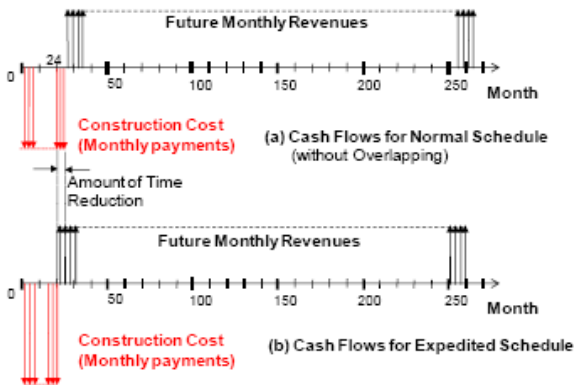 Future Monthly Revenues
0 24 50 100 150 200 250
Month
Construction Cost
(Monthly payments)
(a) Cash Flows for Normal Schedule
(without Overlapping)
Amount of Time
Reduction
Future Monthly Revenues
0 50 100 150 200 250
Month
Construction Cost
(Monthly payments)
(b) Cash Flows for Expedited Schedule